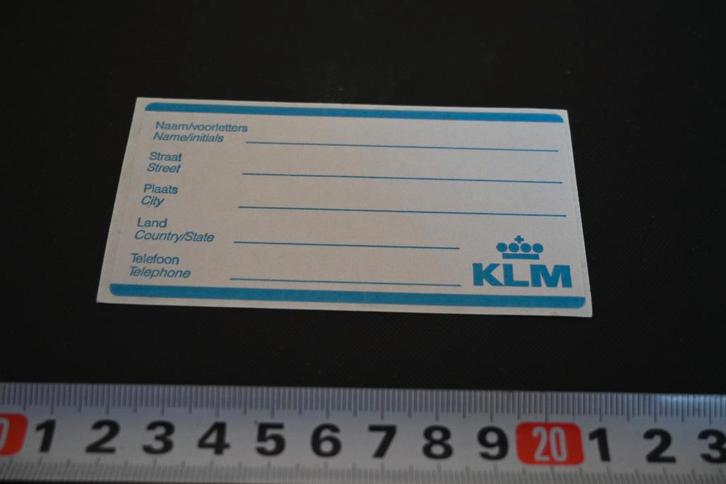 Naam/voorletters
Name/initials
Straat
Street
Plaats
City
Land
Country/State
Telefoon
Telephone
KLM
1 2 3 4 5 6 7 8 9 20 1 2 3